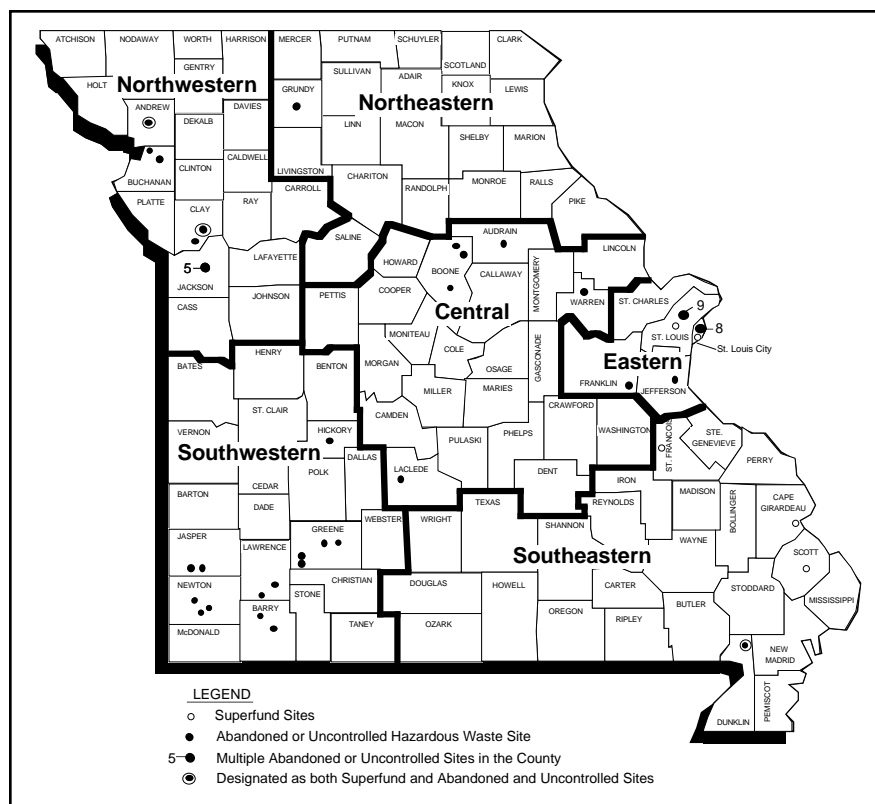 ATCHISON
NODAWAY
WORTH
HARRISON
MERCER
PUTNAM
SCHUYLER
CLARK
SCOTLAND
GENTRY
SULLIVAN
ADAIR
KNOX
HOLT
Northwestern
GRUNDY
Northeastern
LEWIS
ANDREW
DAVIES
DEKALB
LINN
MACON
SHELBY
MARION
CALDWELL
CLINTON
LIVINGSTON
CHARITON
BUCHANAN
CARROLL
RANDOLPH
MONROE
RALLS
PLATTE
CLAY
RAY
PIKE
SALINE
AUDRAIN
LINCOLN
HOWARD
BOONE
CALLAWAY
MONTGOMERY
LAFAYETTE
5
JACKSON
COOPER
WARREN
ST. CHARLES
JOHNSON
PETTIS
CASS
Central
9
MONITEAU
ST. LOUIS
8
St. Louis City
COLE
GASCONADE
Eastern
HENRY
BATES
BENTON
MORGAN
OSAGE
FRANKLIN
JEFFERSON
MILLER
MARIES
ST. CLAIR
CAMDEN
CRAWFORD
WASHINGTON
STE.
GENEVIEVE
VERNON
HICKORY
PULASKI
PHELPS
ST. FRANCOIS
Southwestern
DALLAS
LACLEDE
DENT
PERRY
POLK
IRON
CEDAR
TEXAS
REYNOLDS
MADISON
BOLLINGER
CAPE
GIRARDEAU
BARTON
DADE
WEBSTER
WRIGHT
SHANNON
GREENE
WAYNE
JASPER
LAWRENCE
Southeastern
SCOTT
CHRISTIAN
DOUGLAS
HOWELL
CARTER
STODDARD
NEWTON
STONE
MISSISSIPPI
BARRY
BUTLER
OREGON
RIPLEY
McDONALD
TANEY
OZARK
NEW
MADRID
DUNKLIN
PEMISCOT
LEGEND
Superfund Sites
Abandoned or Uncontrolled Hazardous Waste Site
5 Multiple Abandoned or Uncontrolled Sites in the County
Designated as both Superfund and Abandoned and Uncontrolled Sites